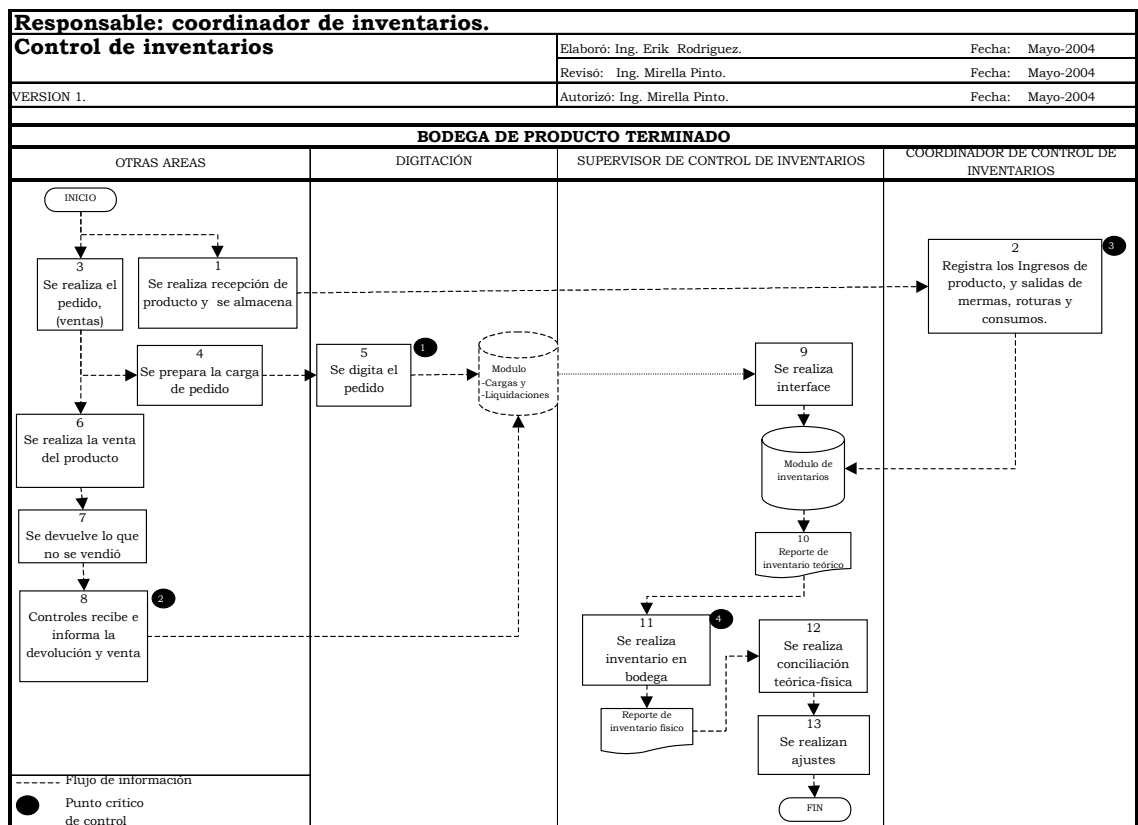 Responsable: coordinador de inventarios.
Control de inventarios
Elaboró: Ing. Erik Rodríguez. Fecha: Mayo-2004
Revisó: Ing. Mirella Pinto. Fecha: Mayo-2004
VERSION 1.
Autorizó: Ing. Mirella Pinto. Fecha: Mayo-2004
BODEGA DE PRODUCTO TERMINADO
OTRAS AREAS
DIGITACIÓN
SUPERVISOR DE CONTROL DE INVENTARIOS
COORDINADOR DE CONTROL DE
INVENTARIOS
INICIO
3
Se realiza el
pedido,
(ventas)
1
Se realiza recepción de
producto y se almacena
2
Registra los Ingresos de
producto, y salidas de
mermas, roturas y
consumos.
3
4
Se prepara la carga
de pedido
5
Se digita el
pedido
1
Modulo
-Cargas y
-Liquidaciones
9
Se realiza
interface
6
Se realiza la venta
del producto
Modulo de
inventarios
7
Se devuelve lo que
no se vendió
10
Reporte de
inventario teórico
8
Controles recibe e
informa la
devolución y venta
2
11
Se realiza
inventario en
bodega
4
12
Se realiza
conciliación
teórica-física
Reporte de
inventario fisico
13
Se realizan
ajustes
FIN
Flujo de información
Punto crítico
de control